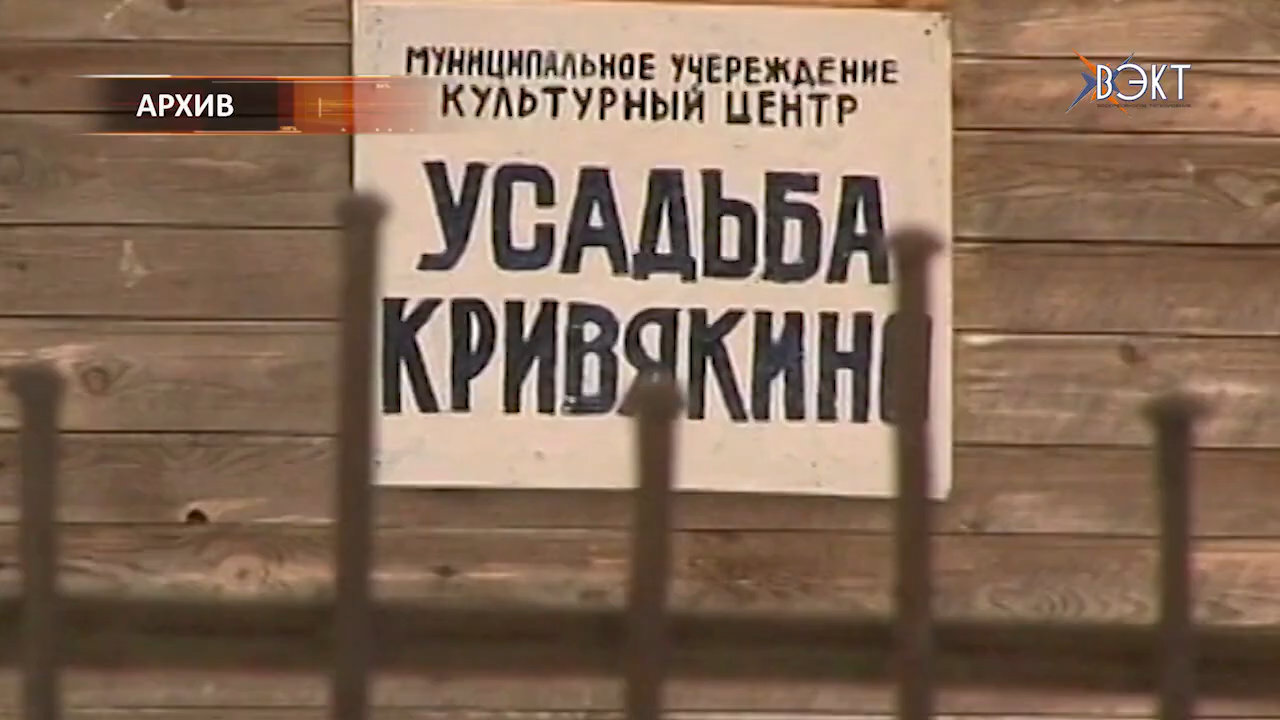 МУНИЦИПАЛЬНОЕ УЧЕРЕЖДЕНИЕ
КУЛЬТУРНЫЙ ЦЕНТР
УСАДЬБА
КРИВЯКИНО
АРХИВ
ВЭКТ